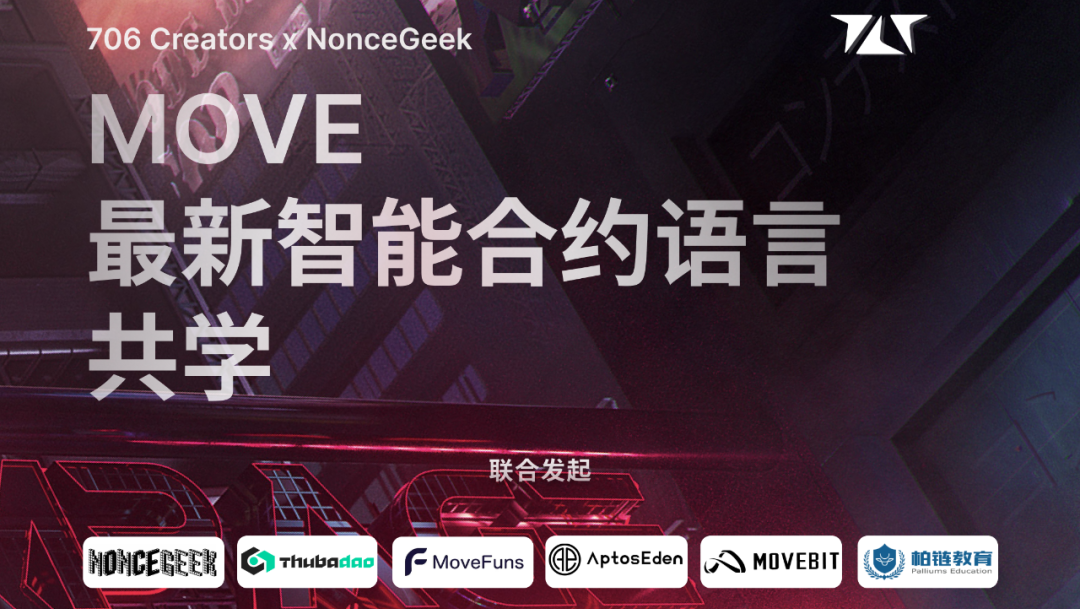 706 Creators x NonceGeek
MOVE
最新智能合约语言
共学
联合发起
NONCEGEEK
Thubadao
MoveFuns
AptosEden
MOVEBIT
柏链教育
Palliums Education